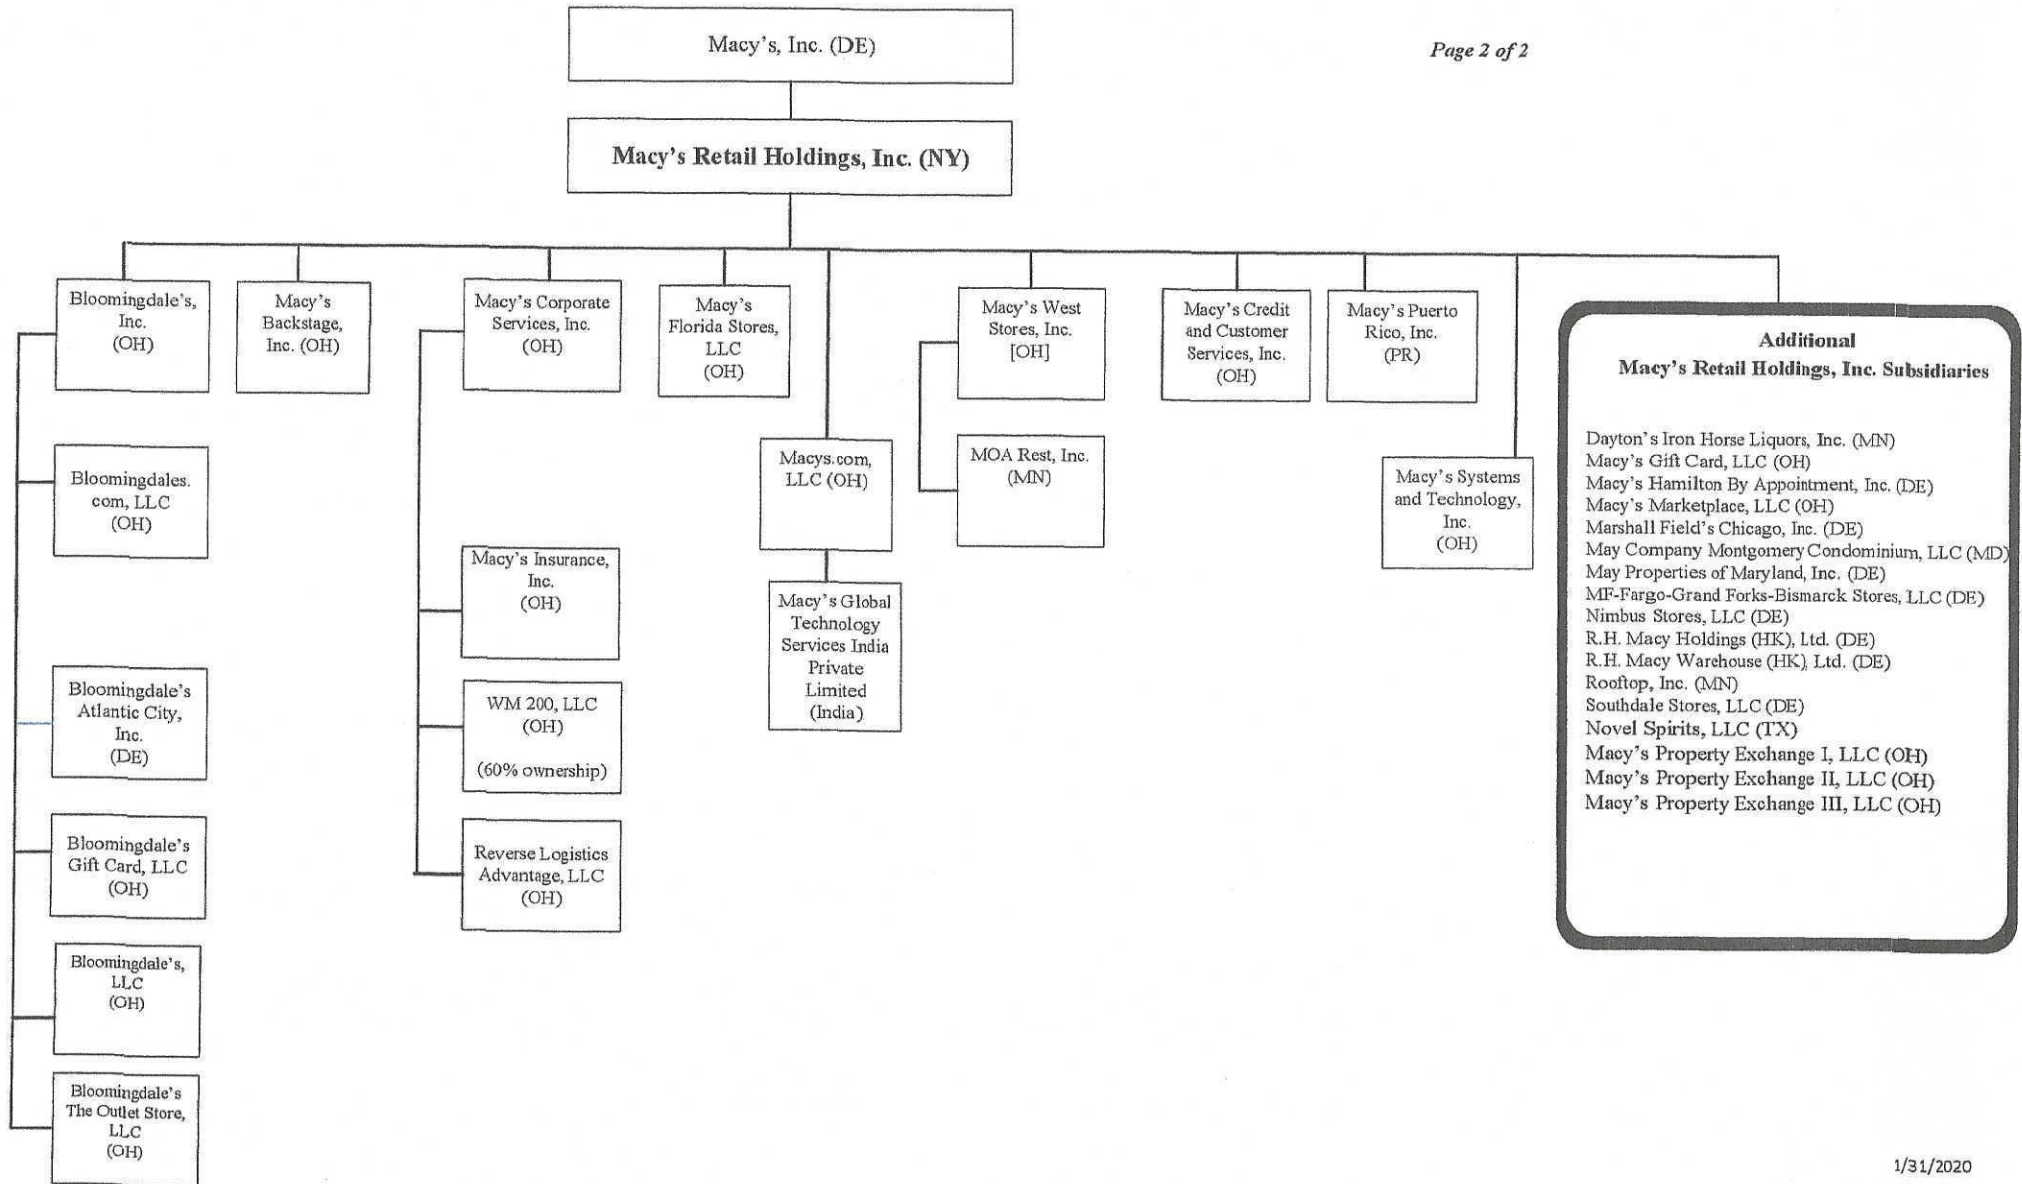 Macy's, Inc. (DE)
Page 2 of 2
Macy's Retail Holdings, Inc. (NY)
Bloomingdale's,
Inc.
(OH)
Macy's
Backstage,
Inc. (OH)
Macy's Corporate
Services, Inc.
(OH)
Macy's
Florida Stores,
LLC
(OH)
Macy's West
Stores, Inc.
[OH]
Macy's Credit
and Customer
Services, Inc.
(OH)
Macy's Puerto
Rico, Inc.
(PR)
Additional
Macy's Retail Holdings, Inc. Subsidiaries
Dayton's Iron Horse Liquors, Inc. (MN)
Macy's Gift Card, LLC (OH)
Macy's Hamilton By Appointment, Inc. (DE)
Macy's Marketplace, LLC (OH)
Marshall Field's Chicago, Inc. (DE)
May Company Montgomery Condominium, LLC (MD)
May Properties of Maryland, Inc. (DE)
MF-Fargo-Grand Forks-Bismarck Stores, LLC (DE)
Nimbus Stores, LLC (DE)
R.H. Macy Holdings (HK), Ltd. (DE)
R.H. Macy Warehouse (HK), Ltd. (DE)
Rooftop, Inc. (MN)
Southdale Stores, LLC (DE)
Novel Spirits, LLC (TX)
Macy's Property Exchange I, LLC (OH)
Macy's Property Exchange II, LLC (OH)
Macy's Property Exchange III, LLC (OH)
Bloomingdales.
com, LLC
(OH)
Macys.com,
LLC (OH)
MOA Rest, Inc.
(MN)
Macy's Systems
and Technology,
Inc.
(OH)
Macy's Insurance,
Inc.
(OH)
Macy's Global
Technology
Services India
Private
Limited
(India)
Bloomingdale's
Atlantic City,
Inc.
(DE)
WM 200, LLC
(OH)
(60% ownership)
Bloomingdale's
Gift Card, LLC
(OH)
Reverse Logistics
Advantage, LLC
(OH)
Bloomingdale's,
LLC
(OH)
Bloomingdale's
The Outlet Store,
LLC
(OH)
1/31/2020